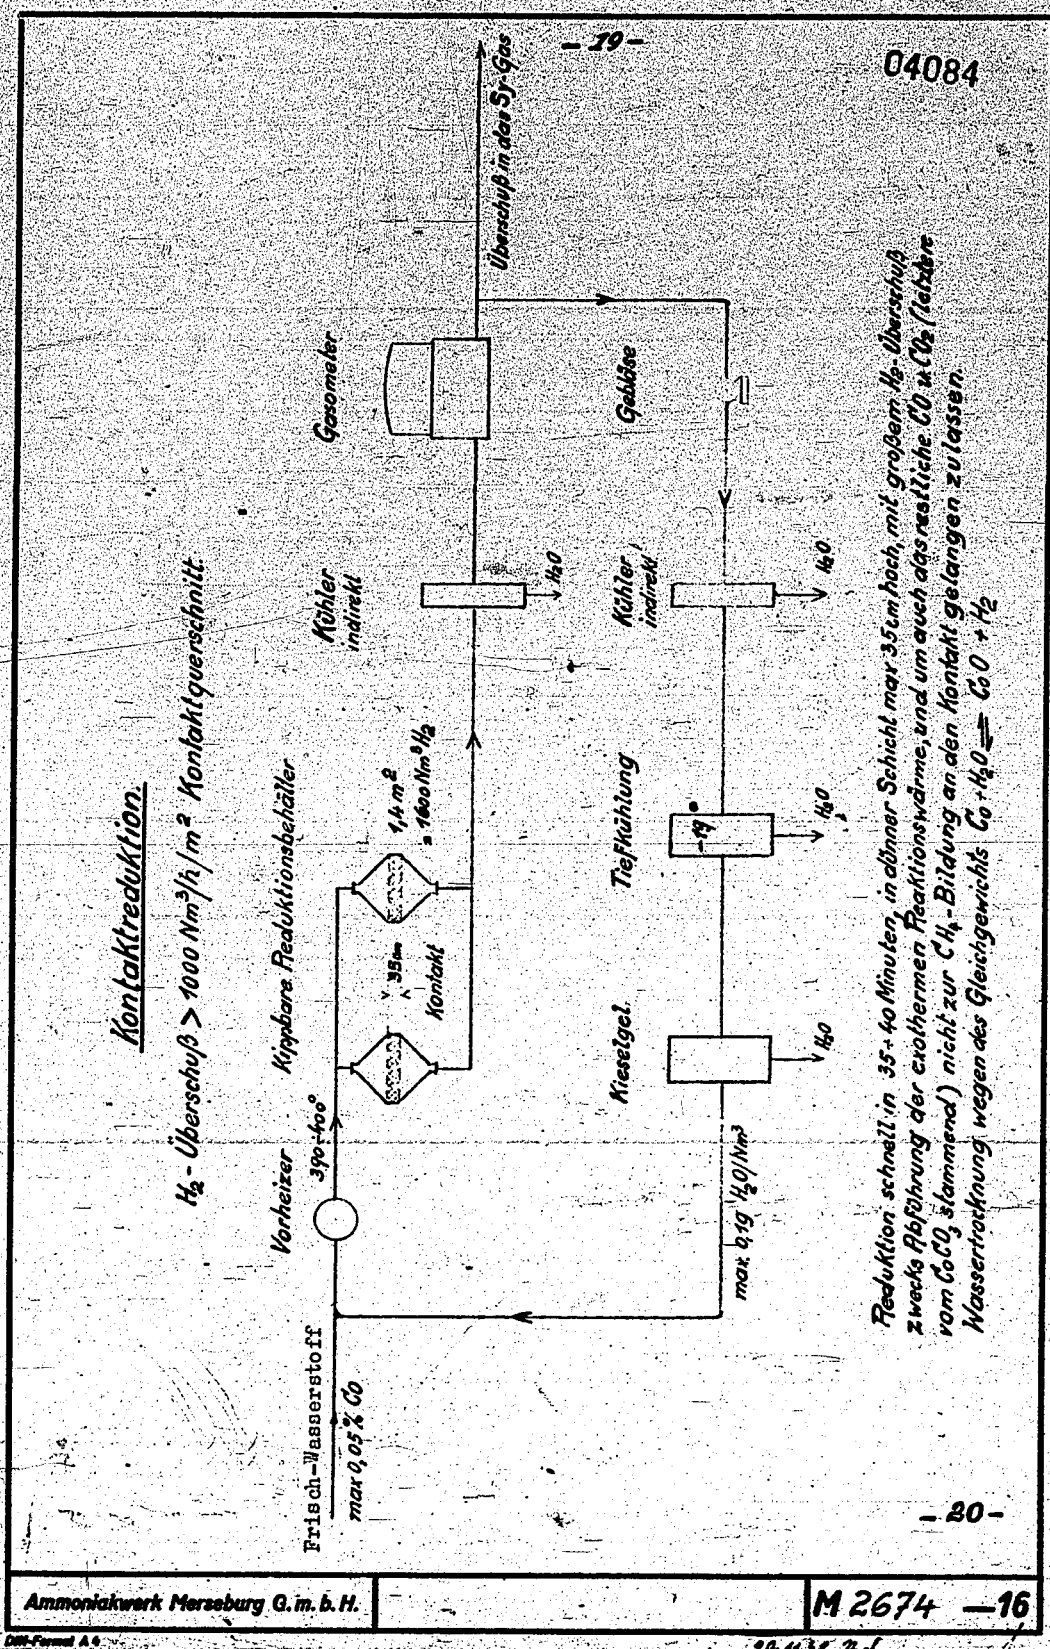 - 19 -
04084
Kontaktreduktion.
H₂-Überschuß > 1000 Nm³/h/m² Kontaktquerschnitt
Frisch-Wasserstoff
max 0,05% CO
Vorheizer
390-400°
Kippbare Reduktionsbehälter
35 cm
Kontakt
1,4 m²
= 1600 Nm³ H₂
Kühler
indirekt
H₂O
Gasometer
Überschuß in das Sy-Gas
Gebläse
Kühler
indirekt
H₂O
Tiefkühlung
-19°
H₂O
Kieselgel.
H₂O
max. 0,1g H₂O/Nm³
Reduktion schnell in 35÷40 Minuten, in dünner Schicht max 35 cm hoch, mit großem H₂-Überschuß
zwecks Abführung der exothermen Reaktionswärme, und um auch das restliche CO u. CO₂ (letztere
vom CoCO₃ stammend) nicht zur CH₄-Bildung an den Kontakt gelangen zu lassen.
Wassertrocknung wegen des Gleichgewichts Co + H₂O ⇌ CoO + H₂
- 20 -
Ammoniakwerk Merseburg G.m.b.H.
M 2674 —16
DIN-Format A 4